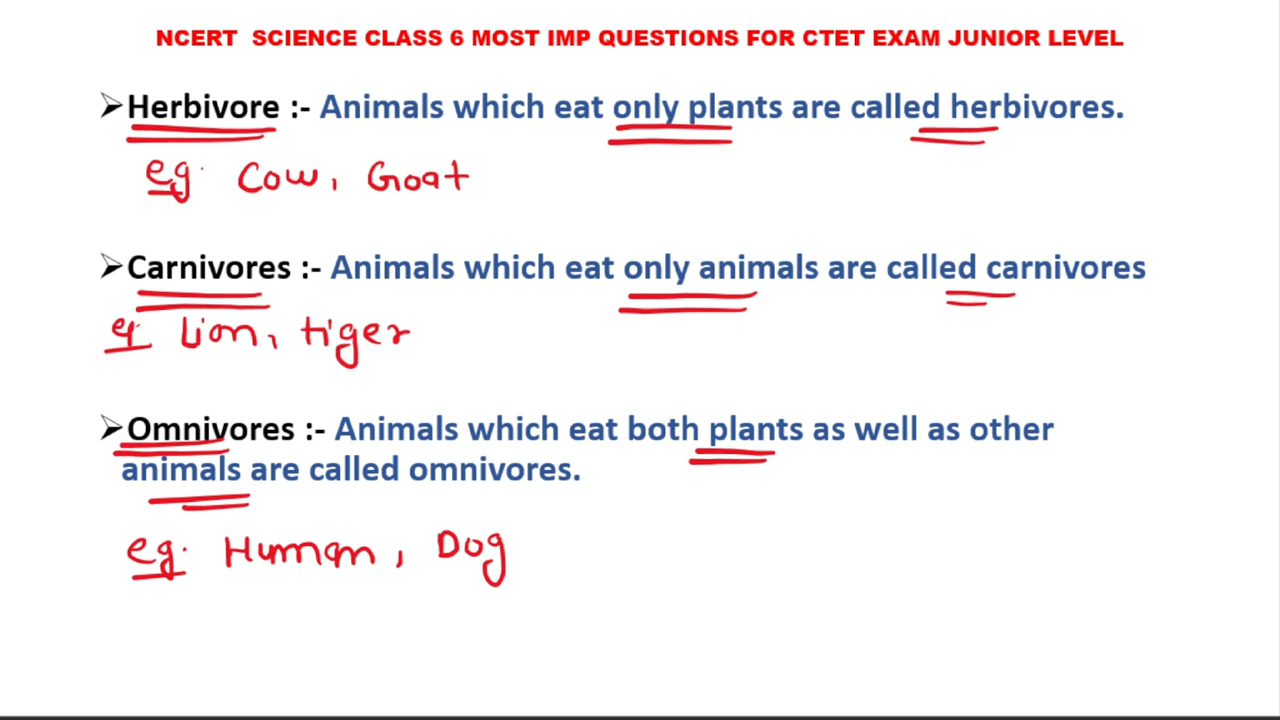 NCERT SCIENCE CLASS 6 MOST IMP QUESTIONS FOR CTET EXAM JUNIOR LEVEL
➢Herbivore :- Animals which eat only plants are called herbivores.
eg. Cow, Goat
➢Carnivores :- Animals which eat only animals are called carnivores
eg. Lion, tiger
➢Omnivores :- Animals which eat both plants as well as other
animals are called omnivores.
eg. Human, Dog